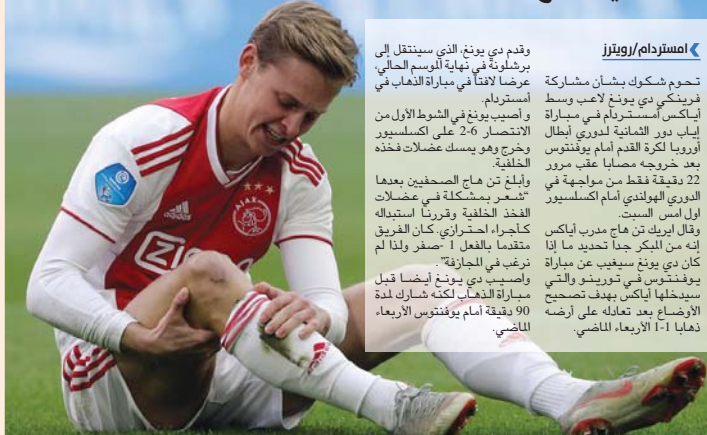 امستردام/رويترز
تحوم شكوك بشأن مشاركة
فرينكي دي يونغ لاعب وسط
أياكس أمستردام في مباراة
إياب دور الثمانية لدوري أبطال
أوروبا لكرة القدم أمام يوفنتوس
بعد خروجه مصابا عقب مرور
22 دقيقة فقط من مواجهة في
الدوري الهولندي أمام اكسلسيور
اول امس السبت.
وقال ايريك تن هاج مدرب أياكس
إنه من المبكر جدا تحديد ما إذا
كان دي يونغ سيغيب عن مباراة
يوفنتوس في تورينو والتي
سيدخلها أياكس بهدف تصحيح
الأوضاع بعد تعادله على أرضه
ذهابا 1-1 الأربعاء الماضي.
وقدم دي يونغ، الذي سينتقل إلى
برشلونة في نهاية الموسم الحالي،
عرضا لافتا في مباراة الذهاب في
أمستردام.
و أصيب يونغ في الشوط الأول من
الانتصار 6-2 على اكسلسيور
وخرج وهو يمسك عضلات فخذه
الخلفية.
وأبلغ تن هاج الصحفيين بعدها
"شعر بمشكلة في عضلات
الفخذ الخلفية وقررنا استبداله
كأجراء احترازي. كان الفريق
متقدما بالفعل 1 -صفر ولذا لم
نرغب في المجازفة".
واصيب دي يونغ أيضا قبل
مباراة الذهاب لكنه شارك لمدة
90 دقيقة أمام يوفنتوس الأربعاء
الماضي.
adidas
AJAX